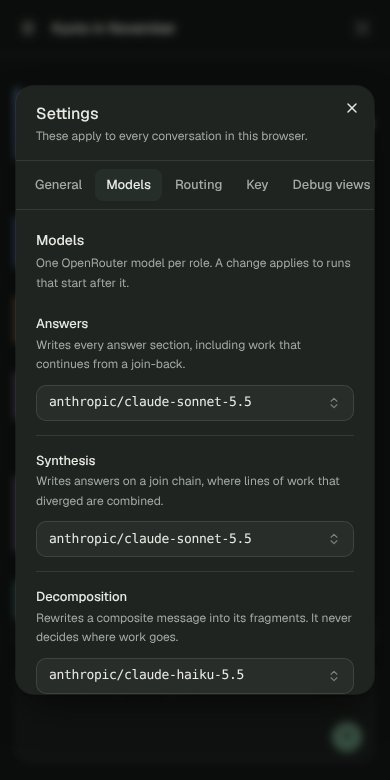 Settings
These apply to every conversation in this browser.
General Models Routing Key Debug views
Models
One OpenRouter model per role. A change applies to runs
that start after it.
Answers
Writes every answer section, including work that
continues from a join-back.
anthropic/claude-sonnet-5.5
Synthesis
Writes answers on a join chain, where lines of work that
diverged are combined.
anthropic/claude-sonnet-5.5
Decomposition
Rewrites a composite message into its fragments. It never
decides where work goes.
anthropic/claude-haiku-5.5